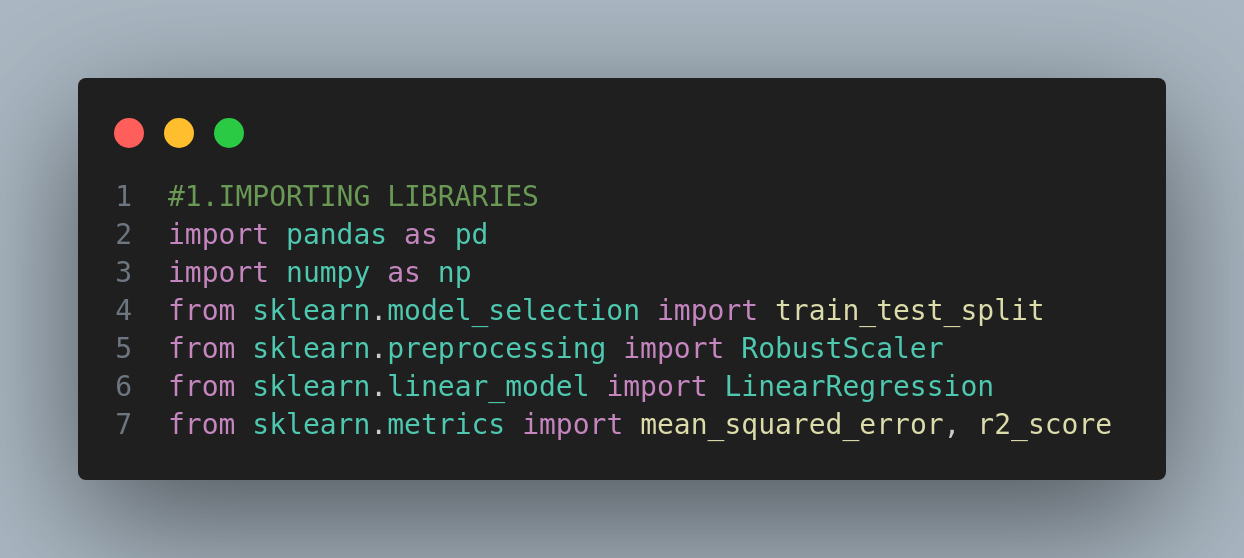 1 #1.IMPORTING LIBRARIES
2 import pandas as pd
3 import numpy as np
4 from sklearn.model_selection import train_test_split
5 from sklearn.preprocessing import RobustScaler
6 from sklearn.linear_model import LinearRegression
7 from sklearn.metrics import mean_squared_error, r2_score